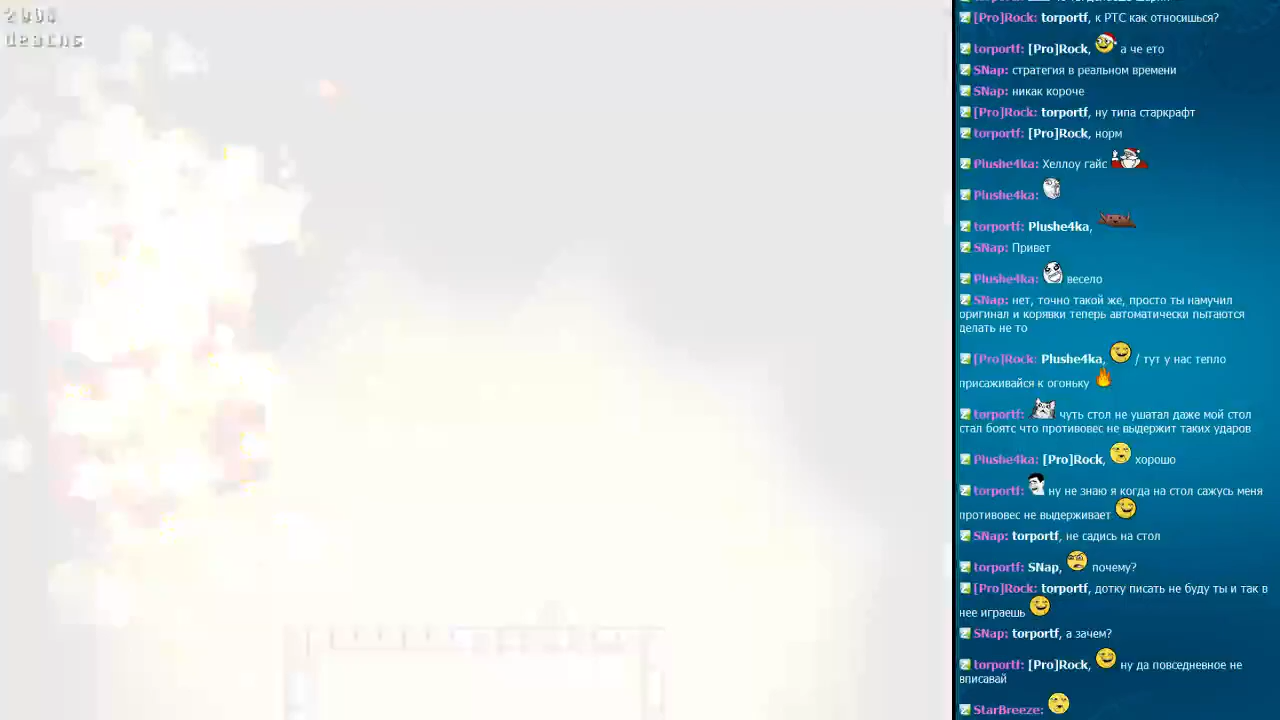 deaths
[Pro]Rock: torportf, к РТС как относишься?
torportf: [Pro]Rock, а че ето
SNap: стратегия в реальном времени
SNap: никак короче
[Pro]Rock: torportf, ну типа старкрафт
torportf: [Pro]Rock, норм
Plushe4ka: Хеллоу гайс
Plushe4ka:
torportf: Plushe4ka,
SNap: Привет
Plushe4ka: весело
SNap: нет, точно такой же, просто ты намучил
оригинал и корявки теперь автоматически пытаются
делать не то
[Pro]Rock: Plushe4ka, / тут у нас тепло
присаживайся к огоньку
torportf: чуть стол не ушатал даже мой стол
стал боятс что противовес не выдержит таких ударов
Plushe4ka: [Pro]Rock, хорошо
torportf: ну не знаю я когда на стол сажусь меня
противовес не выдерживает
SNap: torportf, не садись на стол
torportf: SNap, почему?
[Pro]Rock: torportf, дотку писать не буду ты и так в
нее играешь
SNap: torportf, а зачем?
torportf: [Pro]Rock, ну да повседневное не
вписавай
StarBreeze: